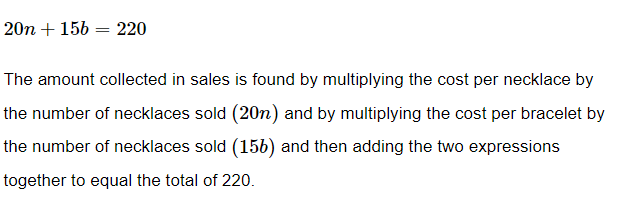 20n + 15b = 220
The amount collected in sales is found by multiplying the cost per necklace by
the number of necklaces sold (20n) and by multiplying the cost per bracelet by
the number of necklaces sold (15b) and then adding the two expressions
together to equal the total of 220.